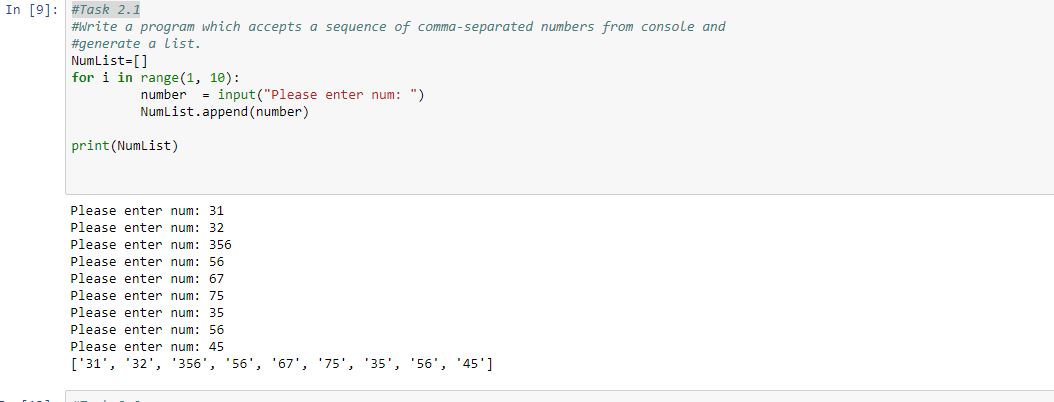 In [9]: #Task 2.1
#Write a program which accepts a sequence of comma-separated numbers from console and
#generate a list.
NumList=[]
for i in range(1, 10):
        number  = input("Please enter num: ")
        NumList.append(number)
print(NumList)
Please enter num: 31
Please enter num: 32
Please enter num: 356
Please enter num: 56
Please enter num: 67
Please enter num: 75
Please enter num: 35
Please enter num: 56
Please enter num: 45
['31', '32', '356', '56', '67', '75', '35', '56', '45']